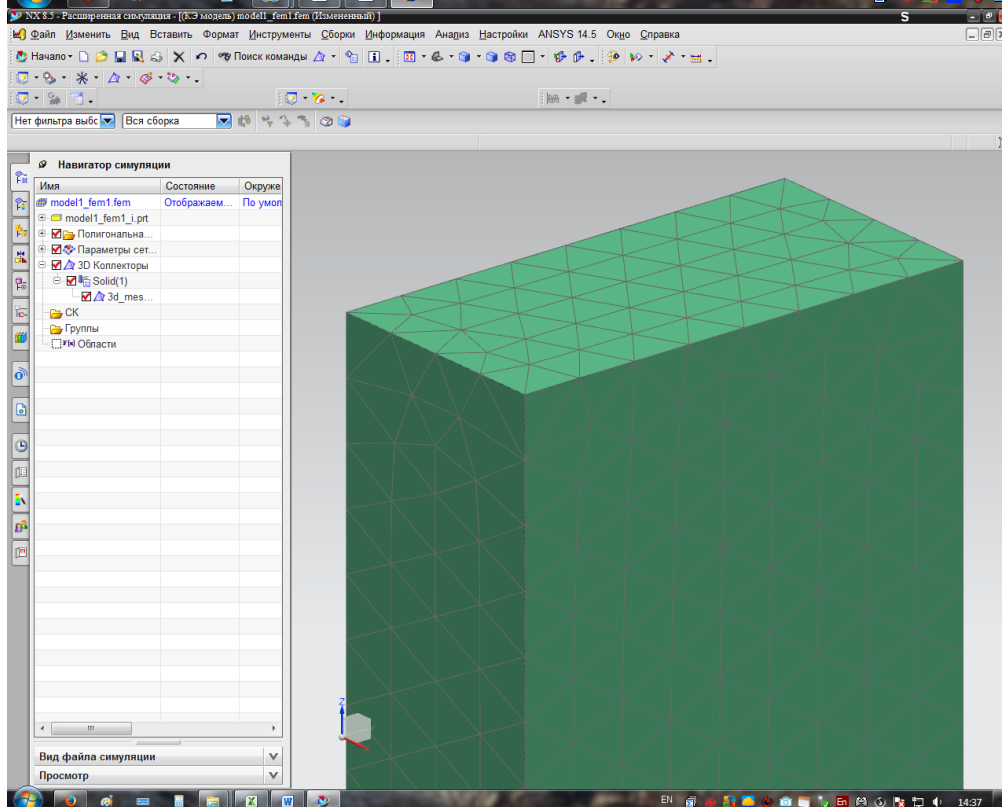 NX 8.5 - Расширенная симуляция - [(КЭ модель) model1_fem1.fem (Измененный) ]
S
Файл Изменить Вид Вставить Формат Инструменты Сборки Информация Анализ Настройки ANSYS 14.5 Окно Справка
Начало Поиск команды
Нет фильтра выбс Вся сборка
Навигатор симуляции
Имя Состояние Окруже
model1_fem1.fem Отображаем... По умол
model1_fem1_i.prt
Полигональна...
Параметры сет...
3D Коллекторы
Solid(1)
3d_mes...
СК
Группы
Области
Z
X
Вид файла симуляции
Просмотр
EN 14:37